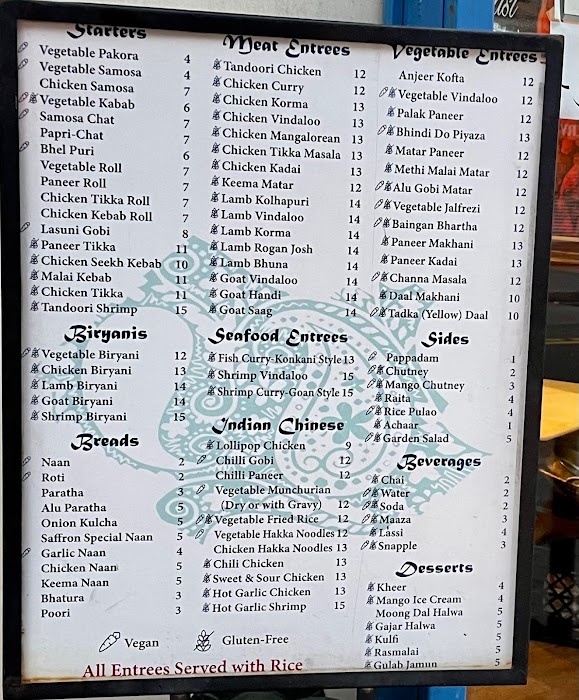 Starters
Vegetable Pakora 4
Vegetable Samosa 4
Chicken Samosa 7
Vegetable Kabab 6
Samosa Chat 7
Papri-Chat 7
Bhel Puri 6
Vegetable Roll 7
Paneer Roll 7
Chicken Tikka Roll 7
Chicken Kebab Roll 7
Lasuni Gobi 8
Paneer Tikka 11
Chicken Seekh Kebab 10
Malai Kebab 11
Chicken Tikka 11
Tandoori Shrimp 15
Biryanis
Vegetable Biryani 12
Chicken Biryani 13
Lamb Biryani 14
Goat Biryani 14
Shrimp Biryani 15
Breads
Naan 2
Roti 2
Paratha 3
Alu Paratha 5
Onion Kulcha 5
Saffron Special Naan 5
Garlic Naan 4
Chicken Naan 5
Keema Naan 5
Bhatura 3
Poori 3
Meat Entrees
Tandoori Chicken 12
Chicken Curry 12
Chicken Korma 13
Chicken Vindaloo 13
Chicken Mangalorean 13
Chicken Tikka Masala 13
Chicken Kadai 13
Keema Matar 12
Lamb Kolhapuri 14
Lamb Vindaloo 14
Lamb Korma 14
Lamb Rogan Josh 14
Lamb Bhuna 14
Goat Vindaloo 14
Goat Handi 14
Goat Saag 14
Seafood Entrees
Fish Curry-Konkani Style 13
Shrimp Vindaloo 15
Shrimp Curry-Goan Style 15
Indian Chinese
Lollipop Chicken 9
Chilli Gobi 12
Chilli Paneer 12
Vegetable Munchurian
(Dry or with Gravy) 12
Vegetable Fried Rice 12
Vegetable Hakka Noodles 12
Chicken Hakka Noodles 13
Chili Chicken 13
Sweet & Sour Chicken 13
Hot Garlic Chicken 13
Hot Garlic Shrimp 15
Vegetable Entrees
Anjeer Kofta 12
Vegetable Vindaloo 12
Palak Paneer 12
Bhindi Do Piyaza 13
Matar Paneer 12
Methi Malai Matar 12
Alu Gobi Matar 12
Vegetable Jalfrezi 12
Baingan Bhartha 12
Paneer Makhani 13
Paneer Kadai 13
Channa Masala 12
Daal Makhani 10
Tadka (Yellow) Daal 10
Sides
Pappadam 1
Chutney 2
Mango Chutney 3
Raita 4
Rice Pulao 4
Achaar 1
Garden Salad 5
Beverages
Chai 2
Water 2
Soda 2
Maaza 3
Lassi 4
Snapple 3
Desserts
Kheer 4
Mango Ice Cream 4
Moong Dal Halwa 5
Gajar Halwa 5
Kulfi 5
Rasmalai 5
Gulab Jamun 5
Vegan
Gluten-Free
All Entrees Served with Rice